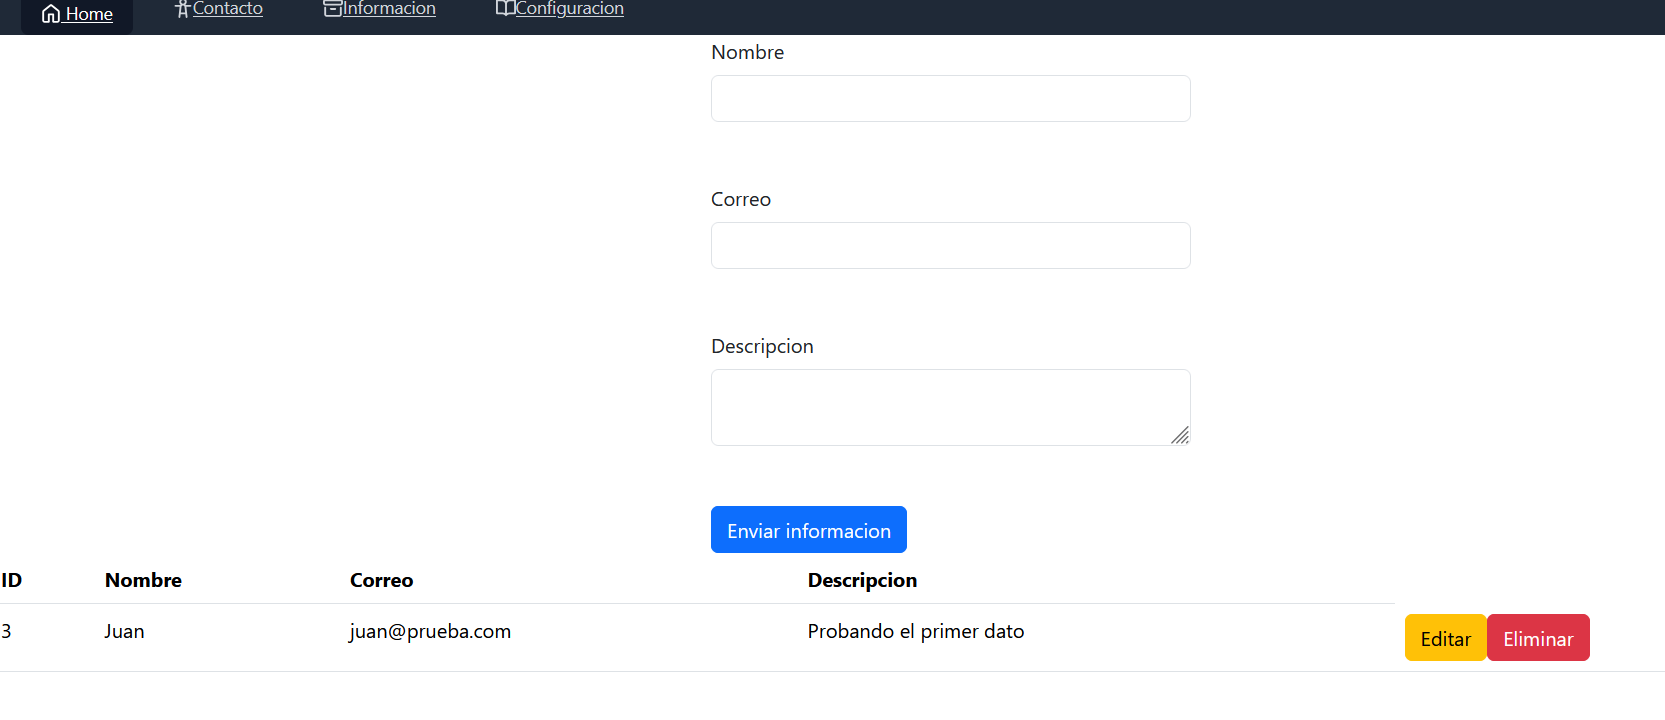 Home Contacto Informacion Configuracion
Nombre
Correo
Descripcion
Enviar informacion
ID Nombre Correo Descripcion
3 Juan juan@prueba.com Probando el primer dato Editar Eliminar